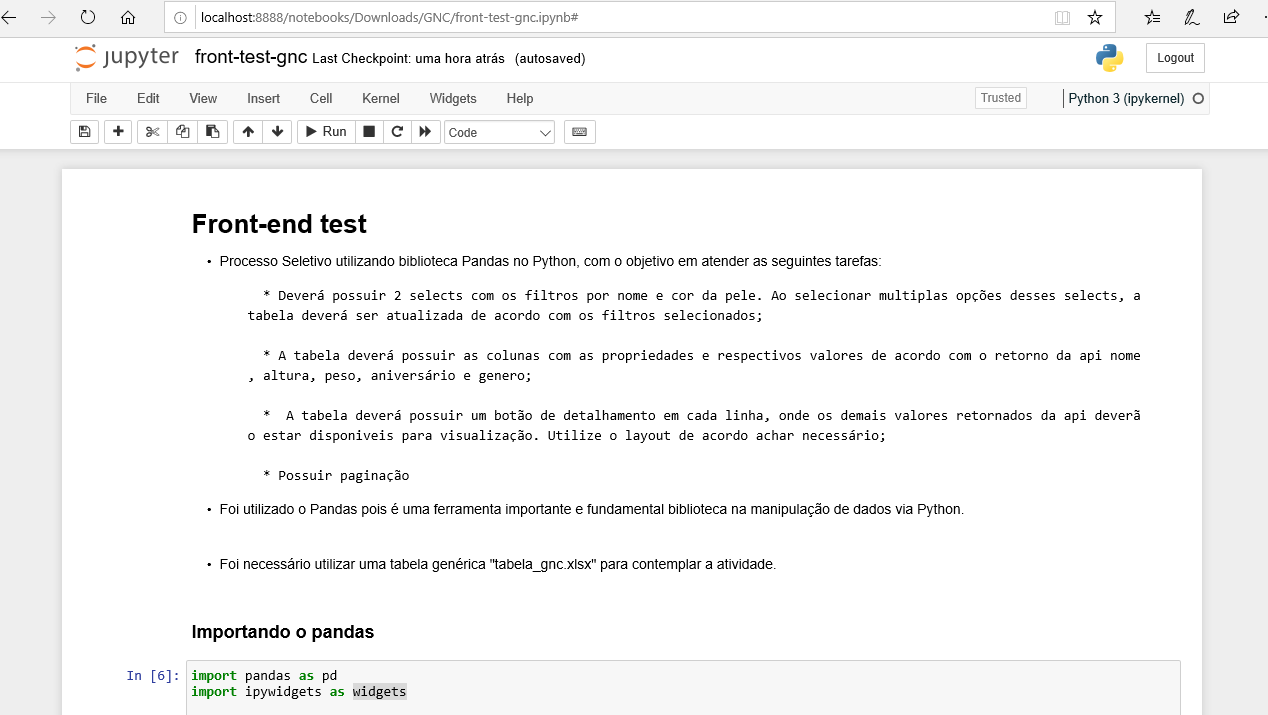 localhost:8888/notebooks/Downloads/GNC/front-test-gnc.ipynb#
jupyter front-test-gnc Last Checkpoint: uma hora atrás (autosaved)
Logout
File Edit View Insert Cell Kernel Widgets Help
Trusted
Python 3 (ipykernel)
Run
Code
Front-end test
• Processo Seletivo utilizando biblioteca Pandas no Python, com o objetivo em atender as seguintes tarefas:
* Deverá possuir 2 selects com os filtros por nome e cor da pele. Ao selecionar multiplas opções desses selects, a
tabela deverá ser atualizada de acordo com os filtros selecionados;
* A tabela deverá possuir as colunas com as propriedades e respectivos valores de acordo com o retorno da api nome
, altura, peso, aniversário e genero;
* A tabela deverá possuir um botão de detalhamento em cada linha, onde os demais valores retornados da api deverã
o estar disponiveis para visualização. Utilize o layout de acordo achar necessário;
* Possuir paginação
• Foi utilizado o Pandas pois é uma ferramenta importante e fundamental biblioteca na manipulação de dados via Python.
• Foi necessário utilizar uma tabela genérica "tabela_gnc.xlsx" para contemplar a atividade.
Importando o pandas
In [6]: import pandas as pd
import ipywidgets as widgets